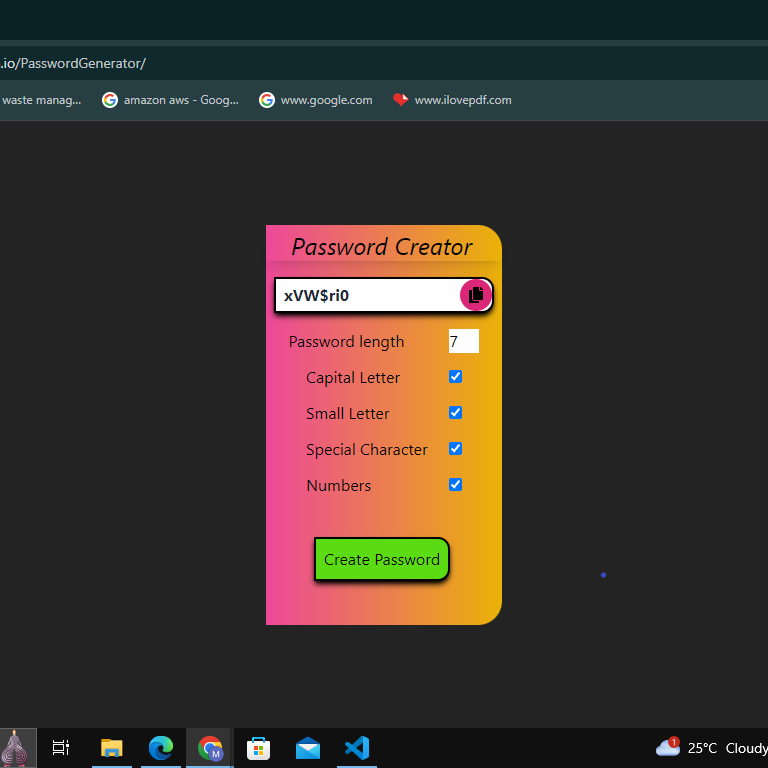 .io/PasswordGenerator/
waste manag... amazon aws - Goog... www.google.com www.ilovepdf.com
Password Creator
xVW$ri0
Password length 7
Capital Letter
Small Letter
Special Character
Numbers
Create Password
M 1 25°C Cloudy